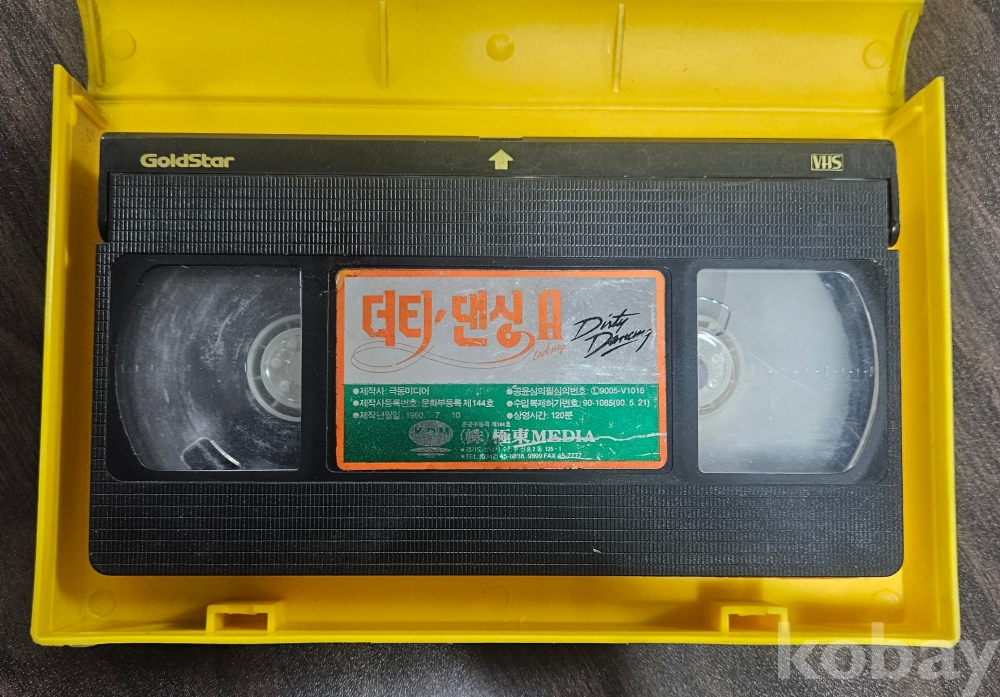 GoldStar
VHS
더티 댄싱 Ⅱ
Dirty
Dancing
●제작사: 극동미디어
●제작사등록번호: 문화부등록 제144호
●제작년월일: 1990. 7. 10
●공윤심의필심의번호: Ⓛ9005-V1016
●수입복제허가번호: 90-1085(90. 5. 21)
●상영시간: 120분
(株)極東MEDIA
kobay